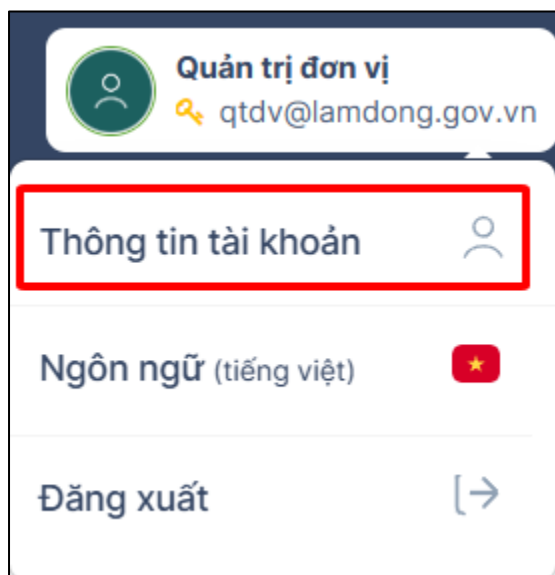 Quản trị đơn vị
qtdv@lamdong.gov.vn
Thông tin tài khoản
Ngôn ngữ (tiếng việt)
Đăng xuất